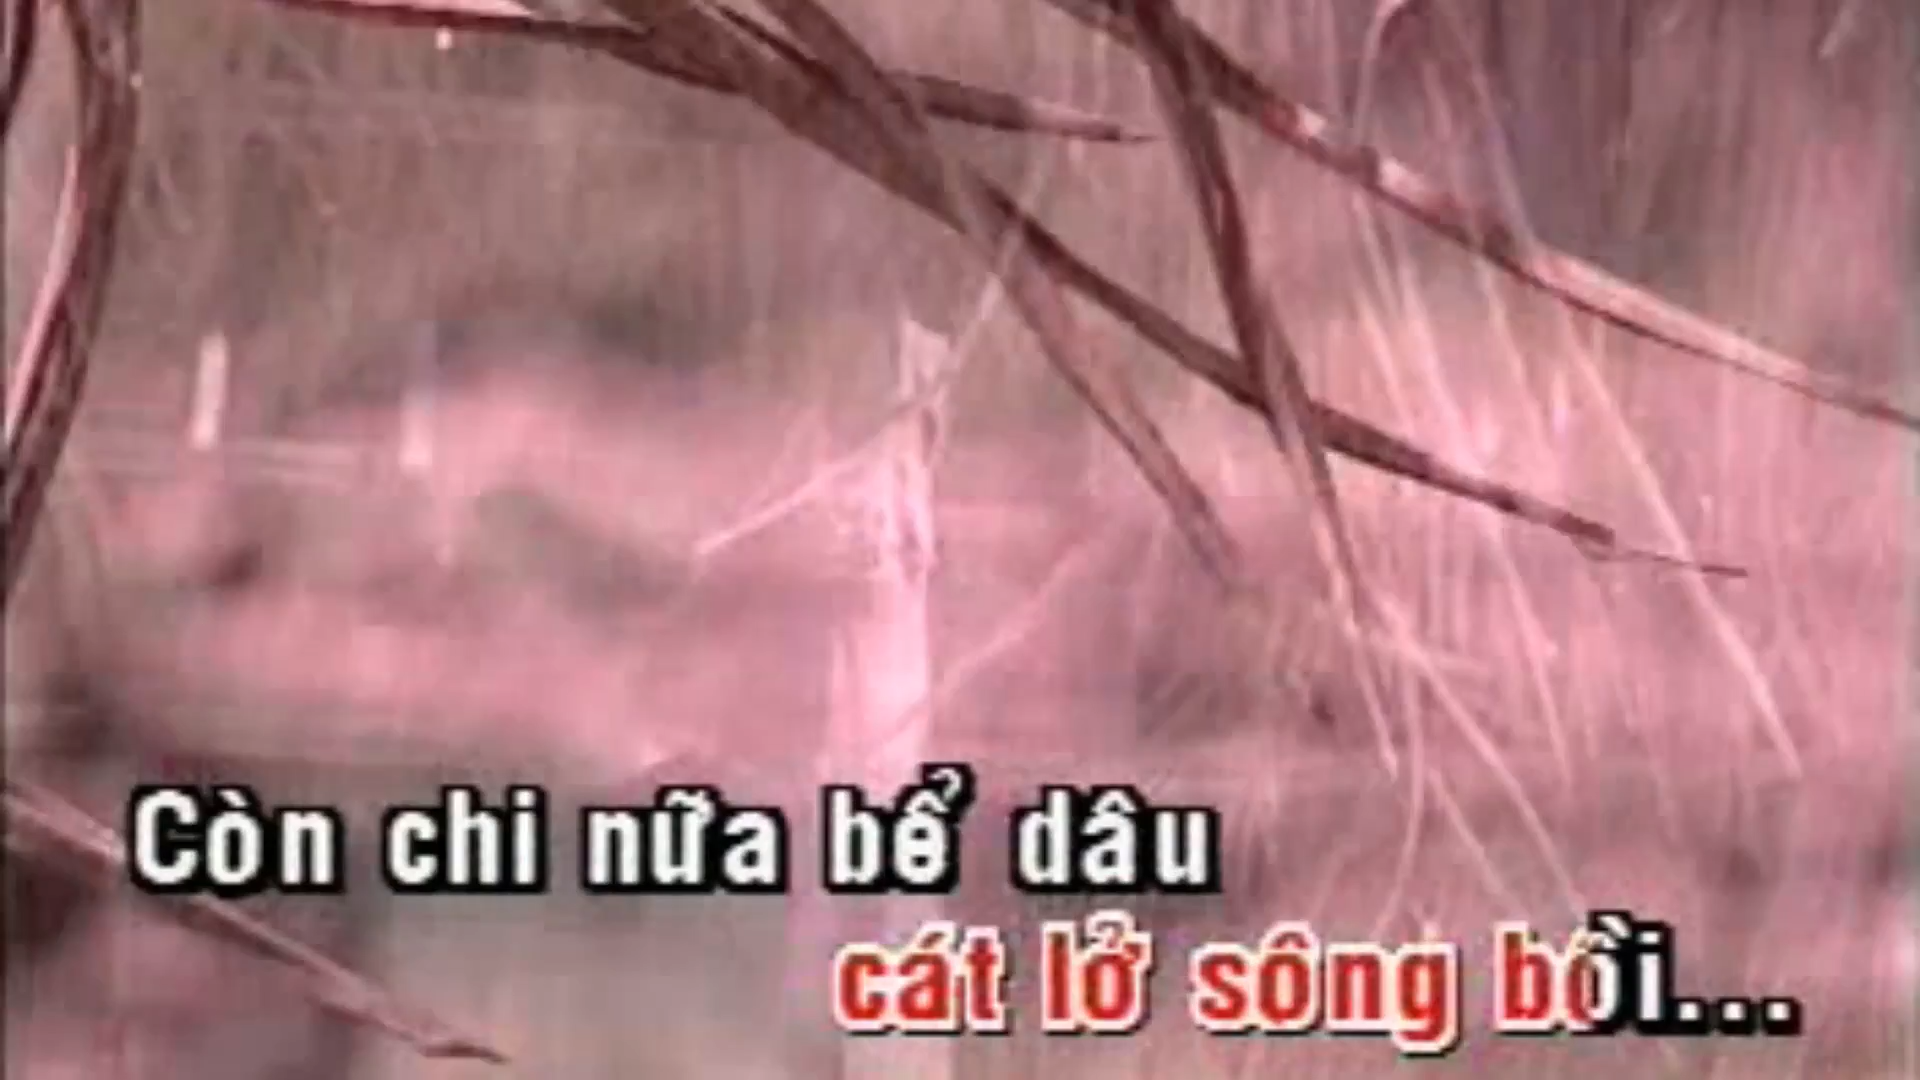 Còn chi nữa bể dâu
cát lở sông bồi...